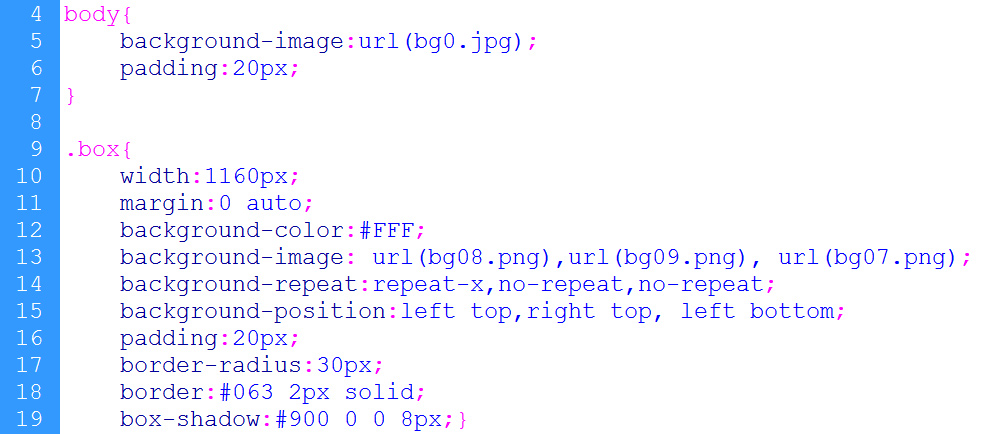 4 body{
5     background-image:url(bg0.jpg);
6     padding:20px;
7 }
8
9 .box{
10     width:1160px;
11     margin:0 auto;
12     background-color:#FFF;
13     background-image: url(bg08.png),url(bg09.png), url(bg07.png);
14     background-repeat:repeat-x,no-repeat,no-repeat;
15     background-position:left top,right top, left bottom;
16     padding:20px;
17     border-radius:30px;
18     border:#063 2px solid;
19     box-shadow:#900 0 0 8px;}